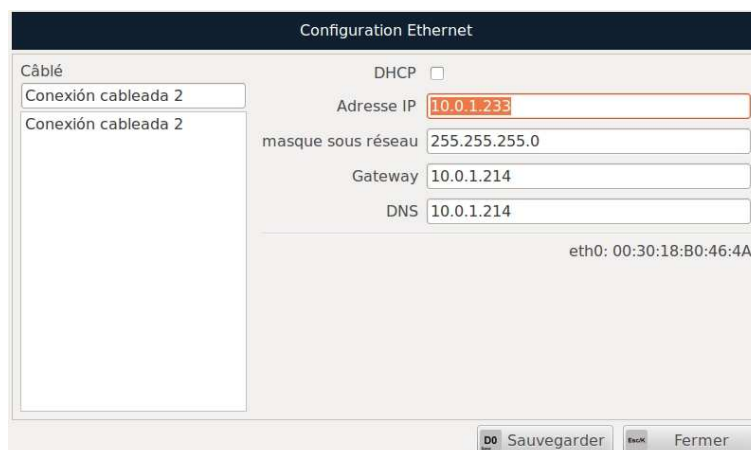 Configuration Ethernet
Câblé
Conexión cableada 2
Conexión cableada 2
DHCP
Adresse IP 10.0.1.233
masque sous réseau 255.255.255.0
Gateway 10.0.1.214
DNS 10.0.1.214
eth0: 00:30:18:B0:46:4A
D0 Sauvegarder
Esc/K Fermer